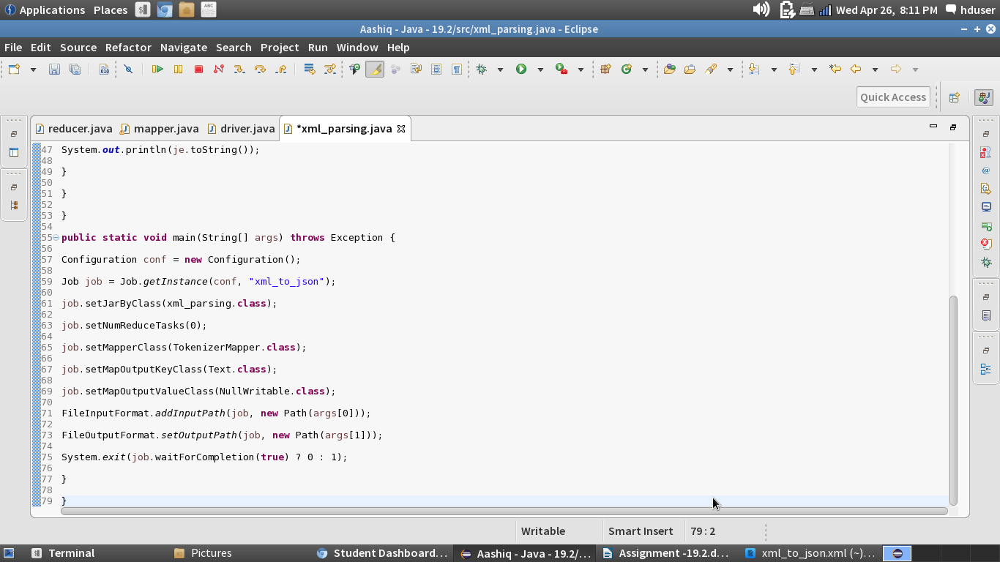 Applications Places ABC Wed Apr 26, 8:11 PM hduser
Aashiq - Java - 19.2/src/xml_parsing.java - Eclipse
File Edit Source Refactor Navigate Search Project Run Window Help
010
Quick Access
reducer.java mapper.java driver.java *xml_parsing.java
47 System.out.println(je.toString());
48
49 }
50
51 }
52
53 }
54
55 public static void main(String[] args) throws Exception {
56
57 Configuration conf = new Configuration();
58
59 Job job = Job.getInstance(conf, "xml_to_json");
60
61 job.setJarByClass(xml_parsing.class);
62
63 job.setNumReduceTasks(0);
64
65 job.setMapperClass(TokenizerMapper.class);
66
67 job.setMapOutputKeyClass(Text.class);
68
69 job.setMapOutputValueClass(NullWritable.class);
70
71 FileInputFormat.addInputPath(job, new Path(args[0]));
72
73 FileOutputFormat.setOutputPath(job, new Path(args[1]));
74
75 System.exit(job.waitForCompletion(true) ? 0 : 1);
76
77 }
78
79 }
Writable Smart Insert 79 : 2
Terminal Pictures Student Dashboard... Aashiq - Java - 19.2/... Assignment -19.2.d... xml_to_json.xml (~)...